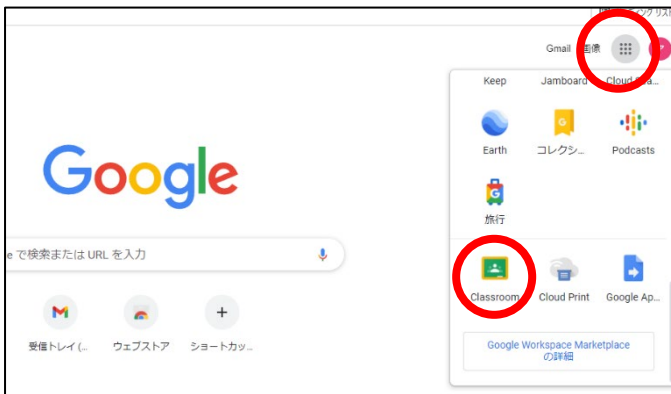 Gmail 画像
Keep Jamboard Cloud
Earth コレクシ... Podcasts
旅行
Google
e で検索または URL を入力
Classroom Cloud Print Google Ap...
受信トレイ (... ウェブストア ショートカッ...
Google Workspace Marketplace
の詳細